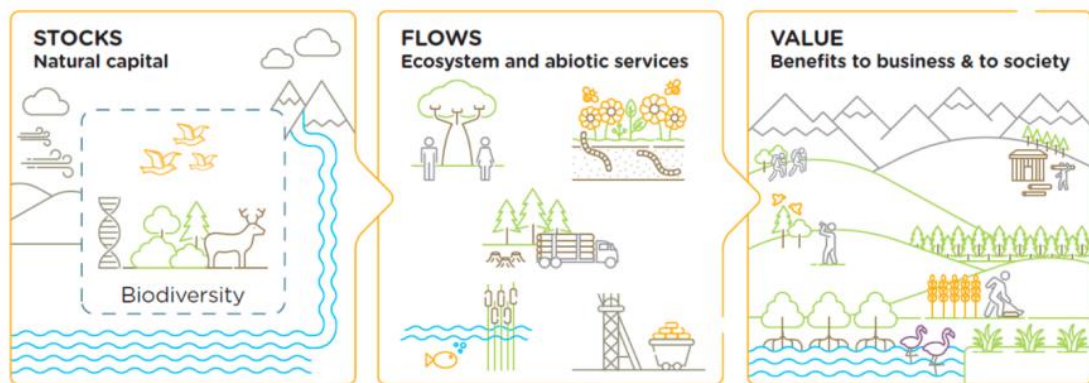 STOCKS
Natural capital
Biodiversity
FLOWS
Ecosystem and abiotic services
VALUE
Benefits to business & to society